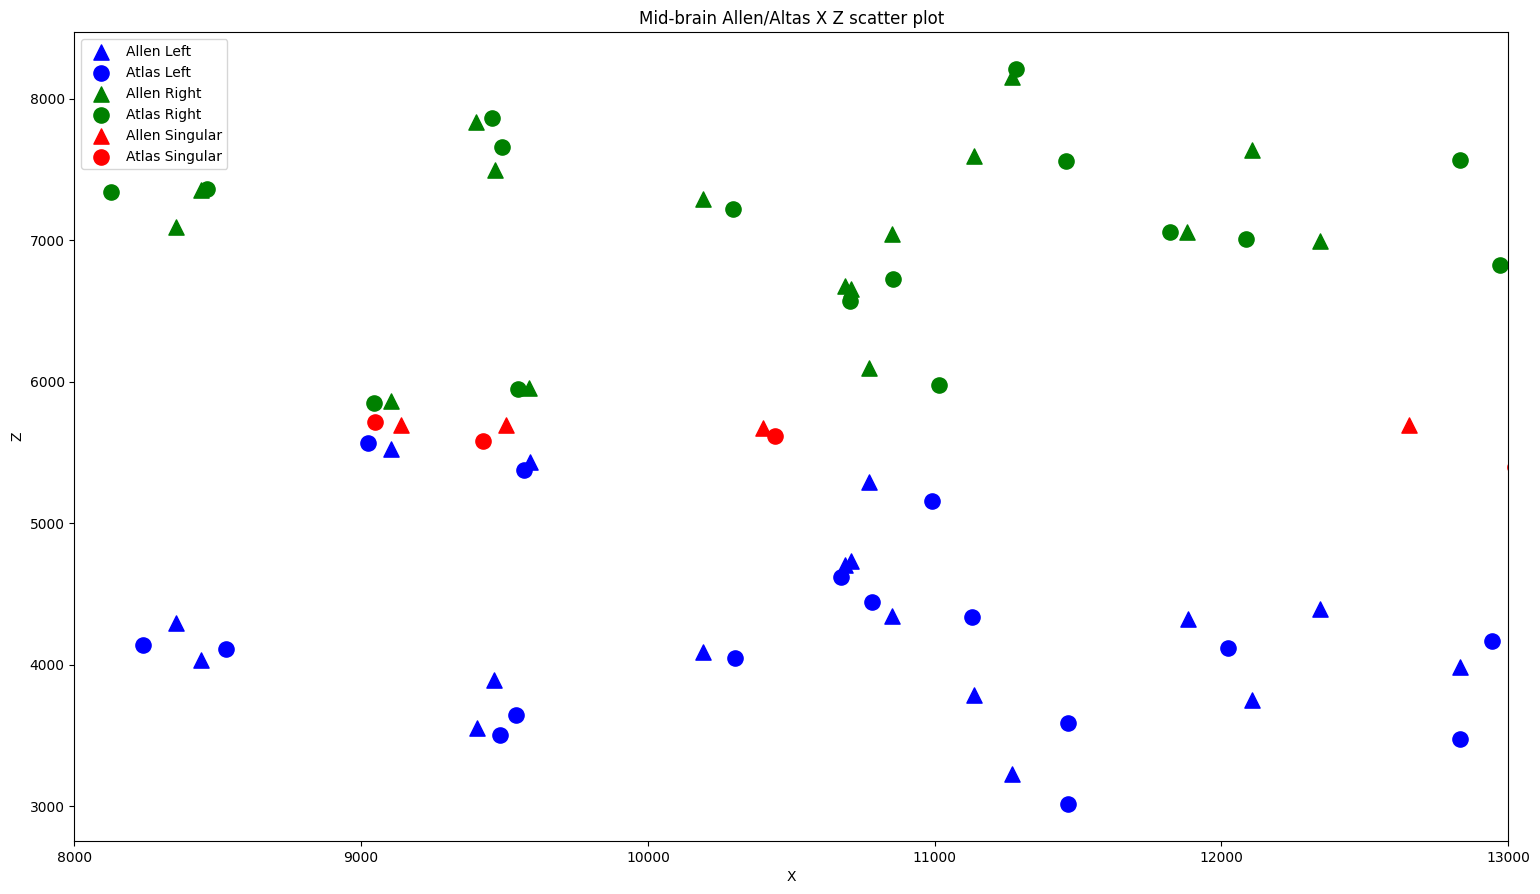 Mid-brain Allen/Altas X Z scatter plot
Allen Left
Atlas Left
Allen Right
Atlas Right
Allen Singular
Atlas Singular
8000
7000
6000
Z
5000
4000
3000
8000 9000 10000 11000 12000 13000
X